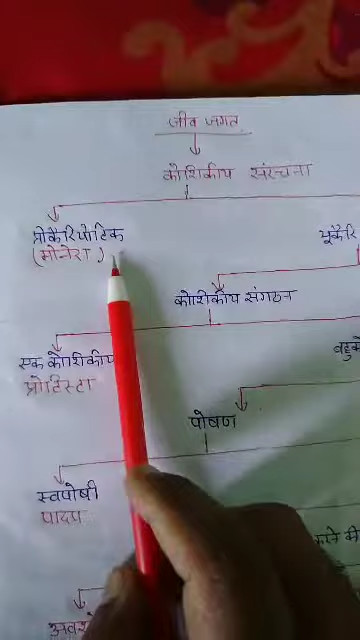 जीव जगत
कोशिकीय संरचना
प्रोकैरियोटिक
(मोनेरा)
यूकैरि
कोशिकीय संगठन
एक कोशिकीय
प्रोटिस्टा
बहुको
पोषण
स्वपोषी
पादप